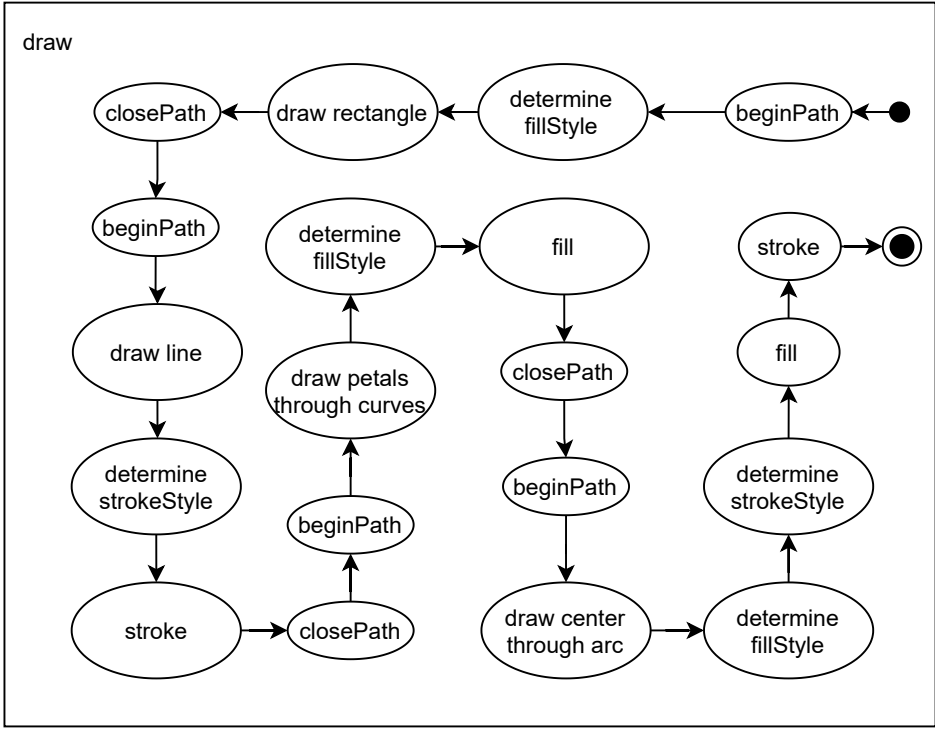 draw
closePath
draw rectangle
determine
fillStyle
beginPath
beginPath
determine
fillStyle
fill
stroke
draw line
draw petals
through curves
closePath
fill
determine
strokeStyle
beginPath
beginPath
determine
strokeStyle
stroke
closePath
draw center
through arc
determine
fillStyle